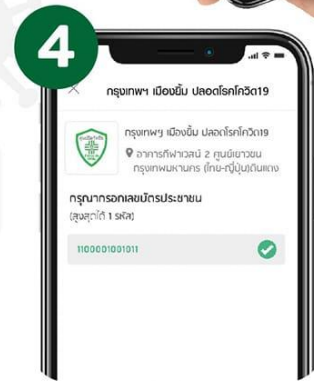 4
กรุงเทพฯ เมืองยิ้ม ปลอดโรคโควิด19
กรุงเทพฯ เมืองยิ้ม ปลอดโรคโควิด19
อาคารกีฬาเวสน์ 2 ศูนย์เยาวชน
กรุงเทพมหานคร (ไทย-ญี่ปุ่น)ดินแดง
กรุณากรอกเลขบัตรประชาชน
(สูงสุดได้ 1 รหัส)
1100001001011